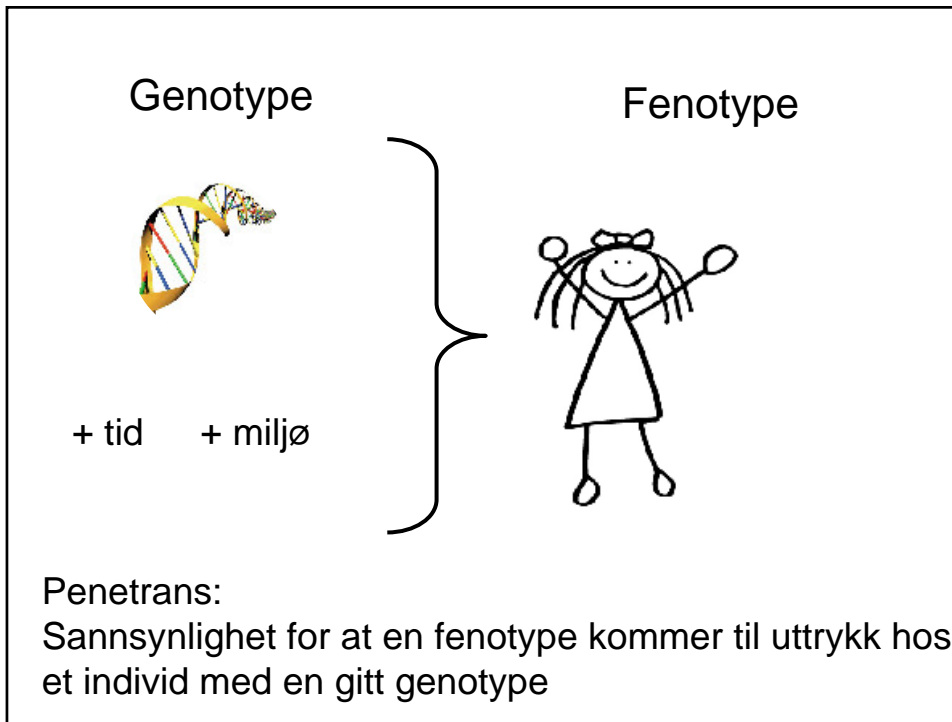 Genotype
Fenotype
+ tid + miljø
Penetrans:
Sannsynlighet for at en fenotype kommer til uttrykk hos
et individ med en gitt genotype